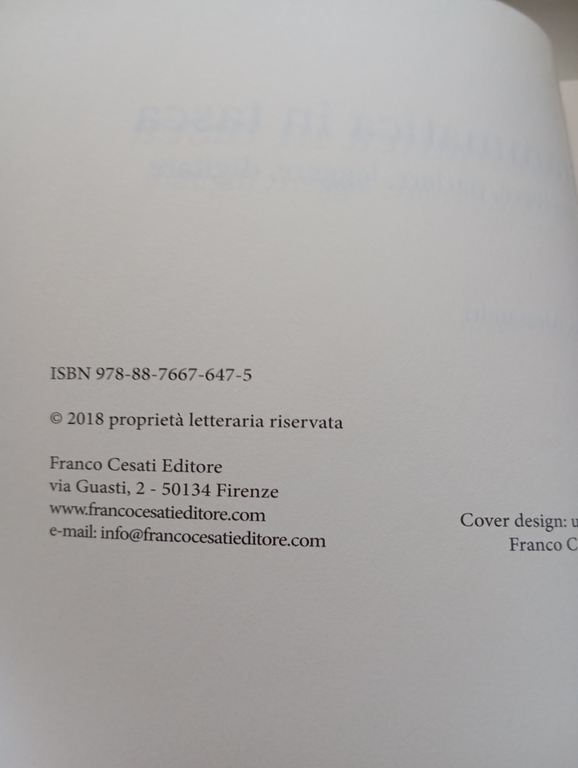 ISBN 978-88-7667-647-5
© 2018 proprietà letteraria riservata
Franco Cesati Editore
via Guasti, 2 - 50134 Firenze
www.francocesatieditore.com
e-mail: info@francocesatieditore.com
Cover design: u
Franco C